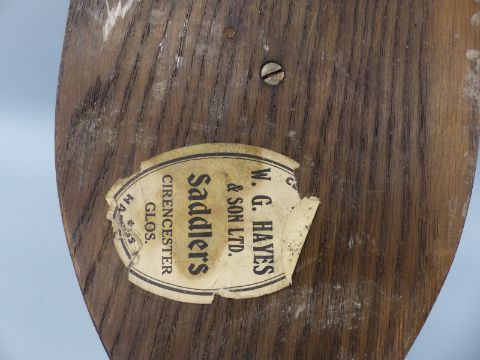 W. G. HAYES
& SON LTD.
Saddlers
CIRENCESTER
GLOS.